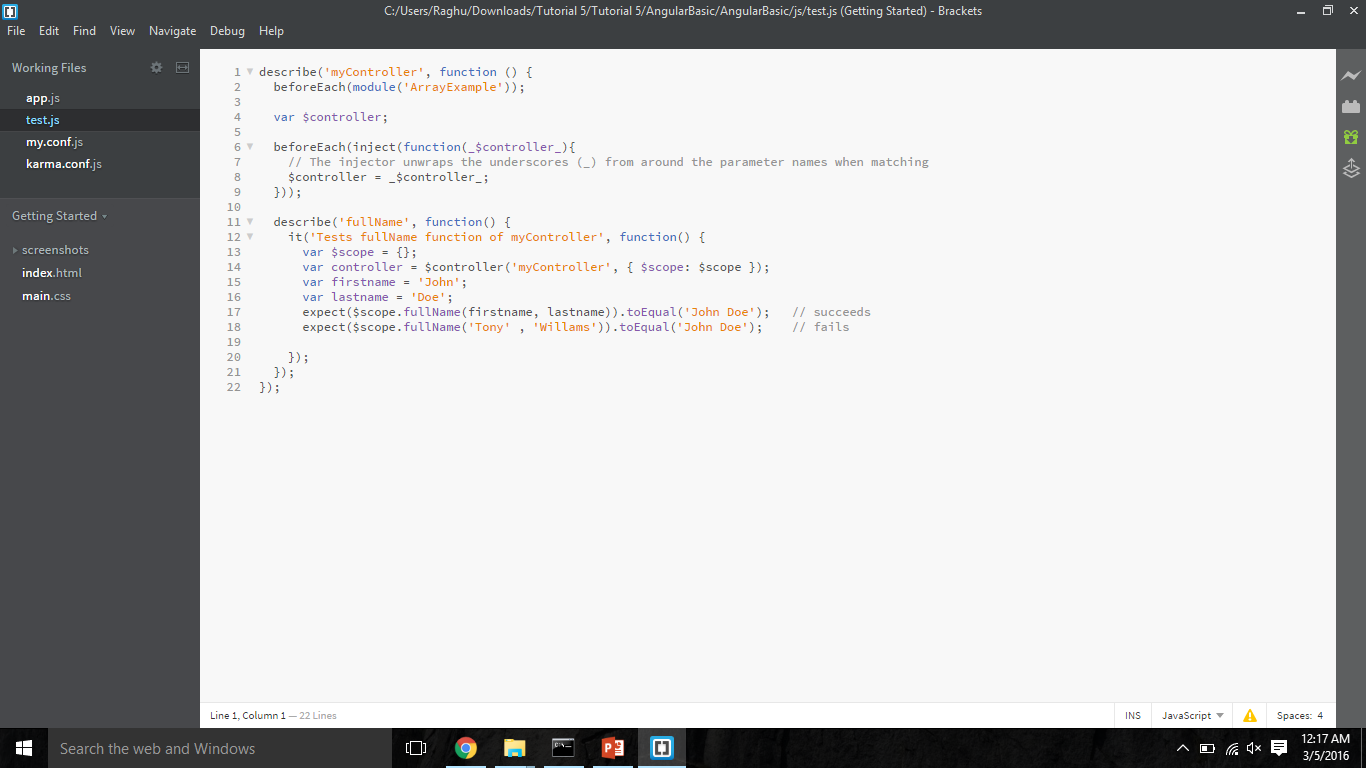 C:/Users/Raghu/Downloads/Tutorial 5/Tutorial 5/AngularBasic/AngularBasic/js/test.js (Getting Started) - Brackets
File Edit Find View Navigate Debug Help
Working Files
app.js
test.js
my.conf.js
karma.conf.js
Getting Started
screenshots
index.html
main.css
1 describe('myController', function () {
2 beforeEach(module('ArrayExample'));
3
4 var $controller;
5
6 beforeEach(inject(function(_$controller_){
7 // The injector unwraps the underscores (_) from around the parameter names when matching
8 $controller = _$controller_;
9 }));
10
11 describe('fullName', function() {
12 it('Tests fullName function of myController', function() {
13 var $scope = {};
14 var controller = $controller('myController', { $scope: $scope });
15 var firstname = 'John';
16 var lastname = 'Doe';
17 expect($scope.fullName(firstname, lastname)).toEqual('John Doe'); // succeeds
18 expect($scope.fullName('Tony' , 'Willams')).toEqual('John Doe'); // fails
19
20 });
21 });
22 });
Line 1, Column 1 — 22 Lines
INS JavaScript Spaces: 4
Search the web and Windows
12:17 AM
3/5/2016